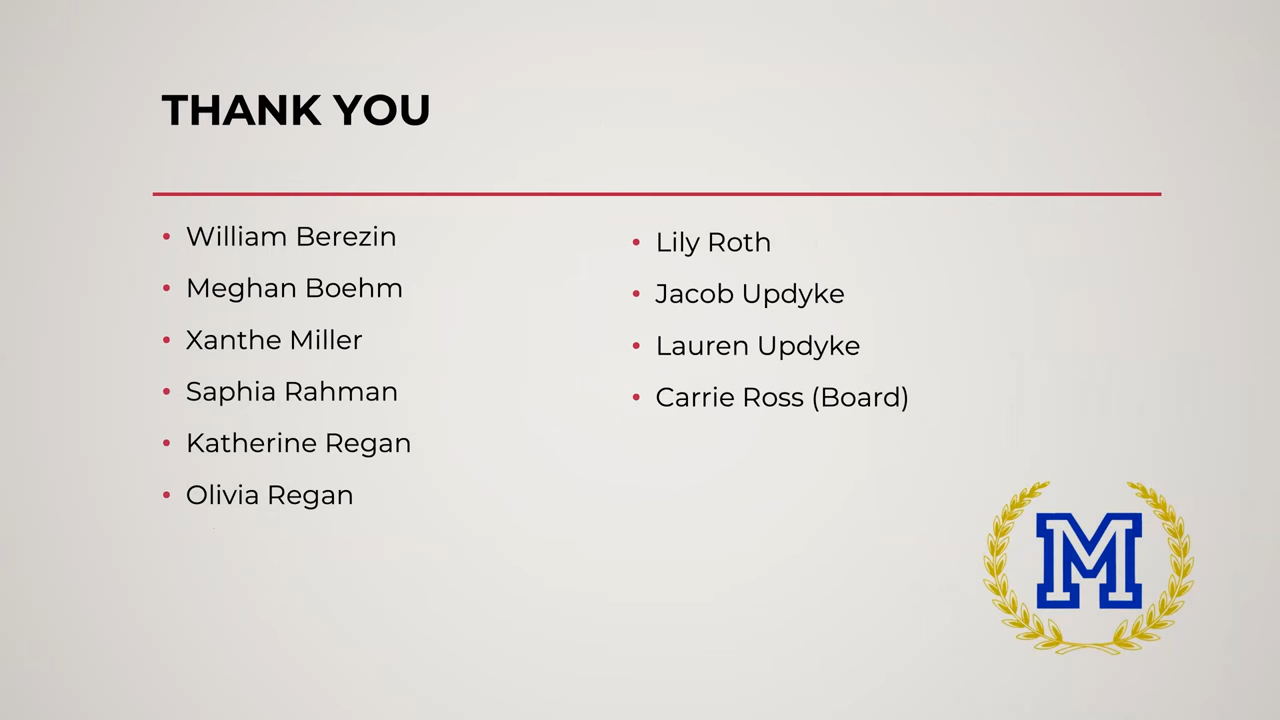 THANK YOU
William Berezin
Meghan Boehm
Xanthe Miller
Saphia Rahman
Katherine Regan
Olivia Regan
Lily Roth
Jacob Updyke
Lauren Updyke
Carrie Ross (Board)
M